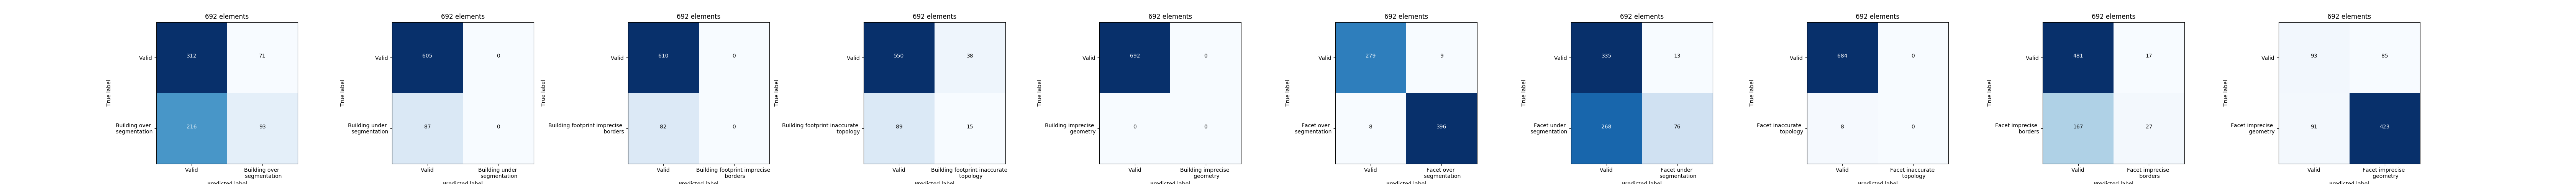 692 elements
True label
Valid
312
71
Building over
segmentation
216
93
Valid
Building over
segmentation
Predicted label
692 elements
True label
Valid
605
0
Building under
segmentation
87
0
Valid
Building under
segmentation
Predicted label
692 elements
True label
Valid
610
0
Building footprint imprecise
borders
82
0
Valid
Building footprint imprecise
borders
Predicted label
692 elements
True label
Valid
550
38
Building footprint inaccurate
topology
89
15
Valid
Building footprint inaccurate
topology
Predicted label
692 elements
True label
Valid
692
0
Building imprecise
geometry
0
0
Valid
Building imprecise
geometry
Predicted label
692 elements
True label
Valid
279
9
Facet over
segmentation
8
396
Valid
Facet over
segmentation
Predicted label
692 elements
True label
Valid
335
13
Facet under
segmentation
268
76
Valid
Facet under
segmentation
Predicted label
692 elements
True label
Valid
684
0
Facet inaccurate
topology
8
0
Valid
Facet inaccurate
topology
Predicted label
692 elements
True label
Valid
481
17
Facet imprecise
borders
167
27
Valid
Facet imprecise
borders
Predicted label
692 elements
True label
Valid
93
85
Facet imprecise
geometry
91
423
Valid
Facet imprecise
geometry
Predicted label